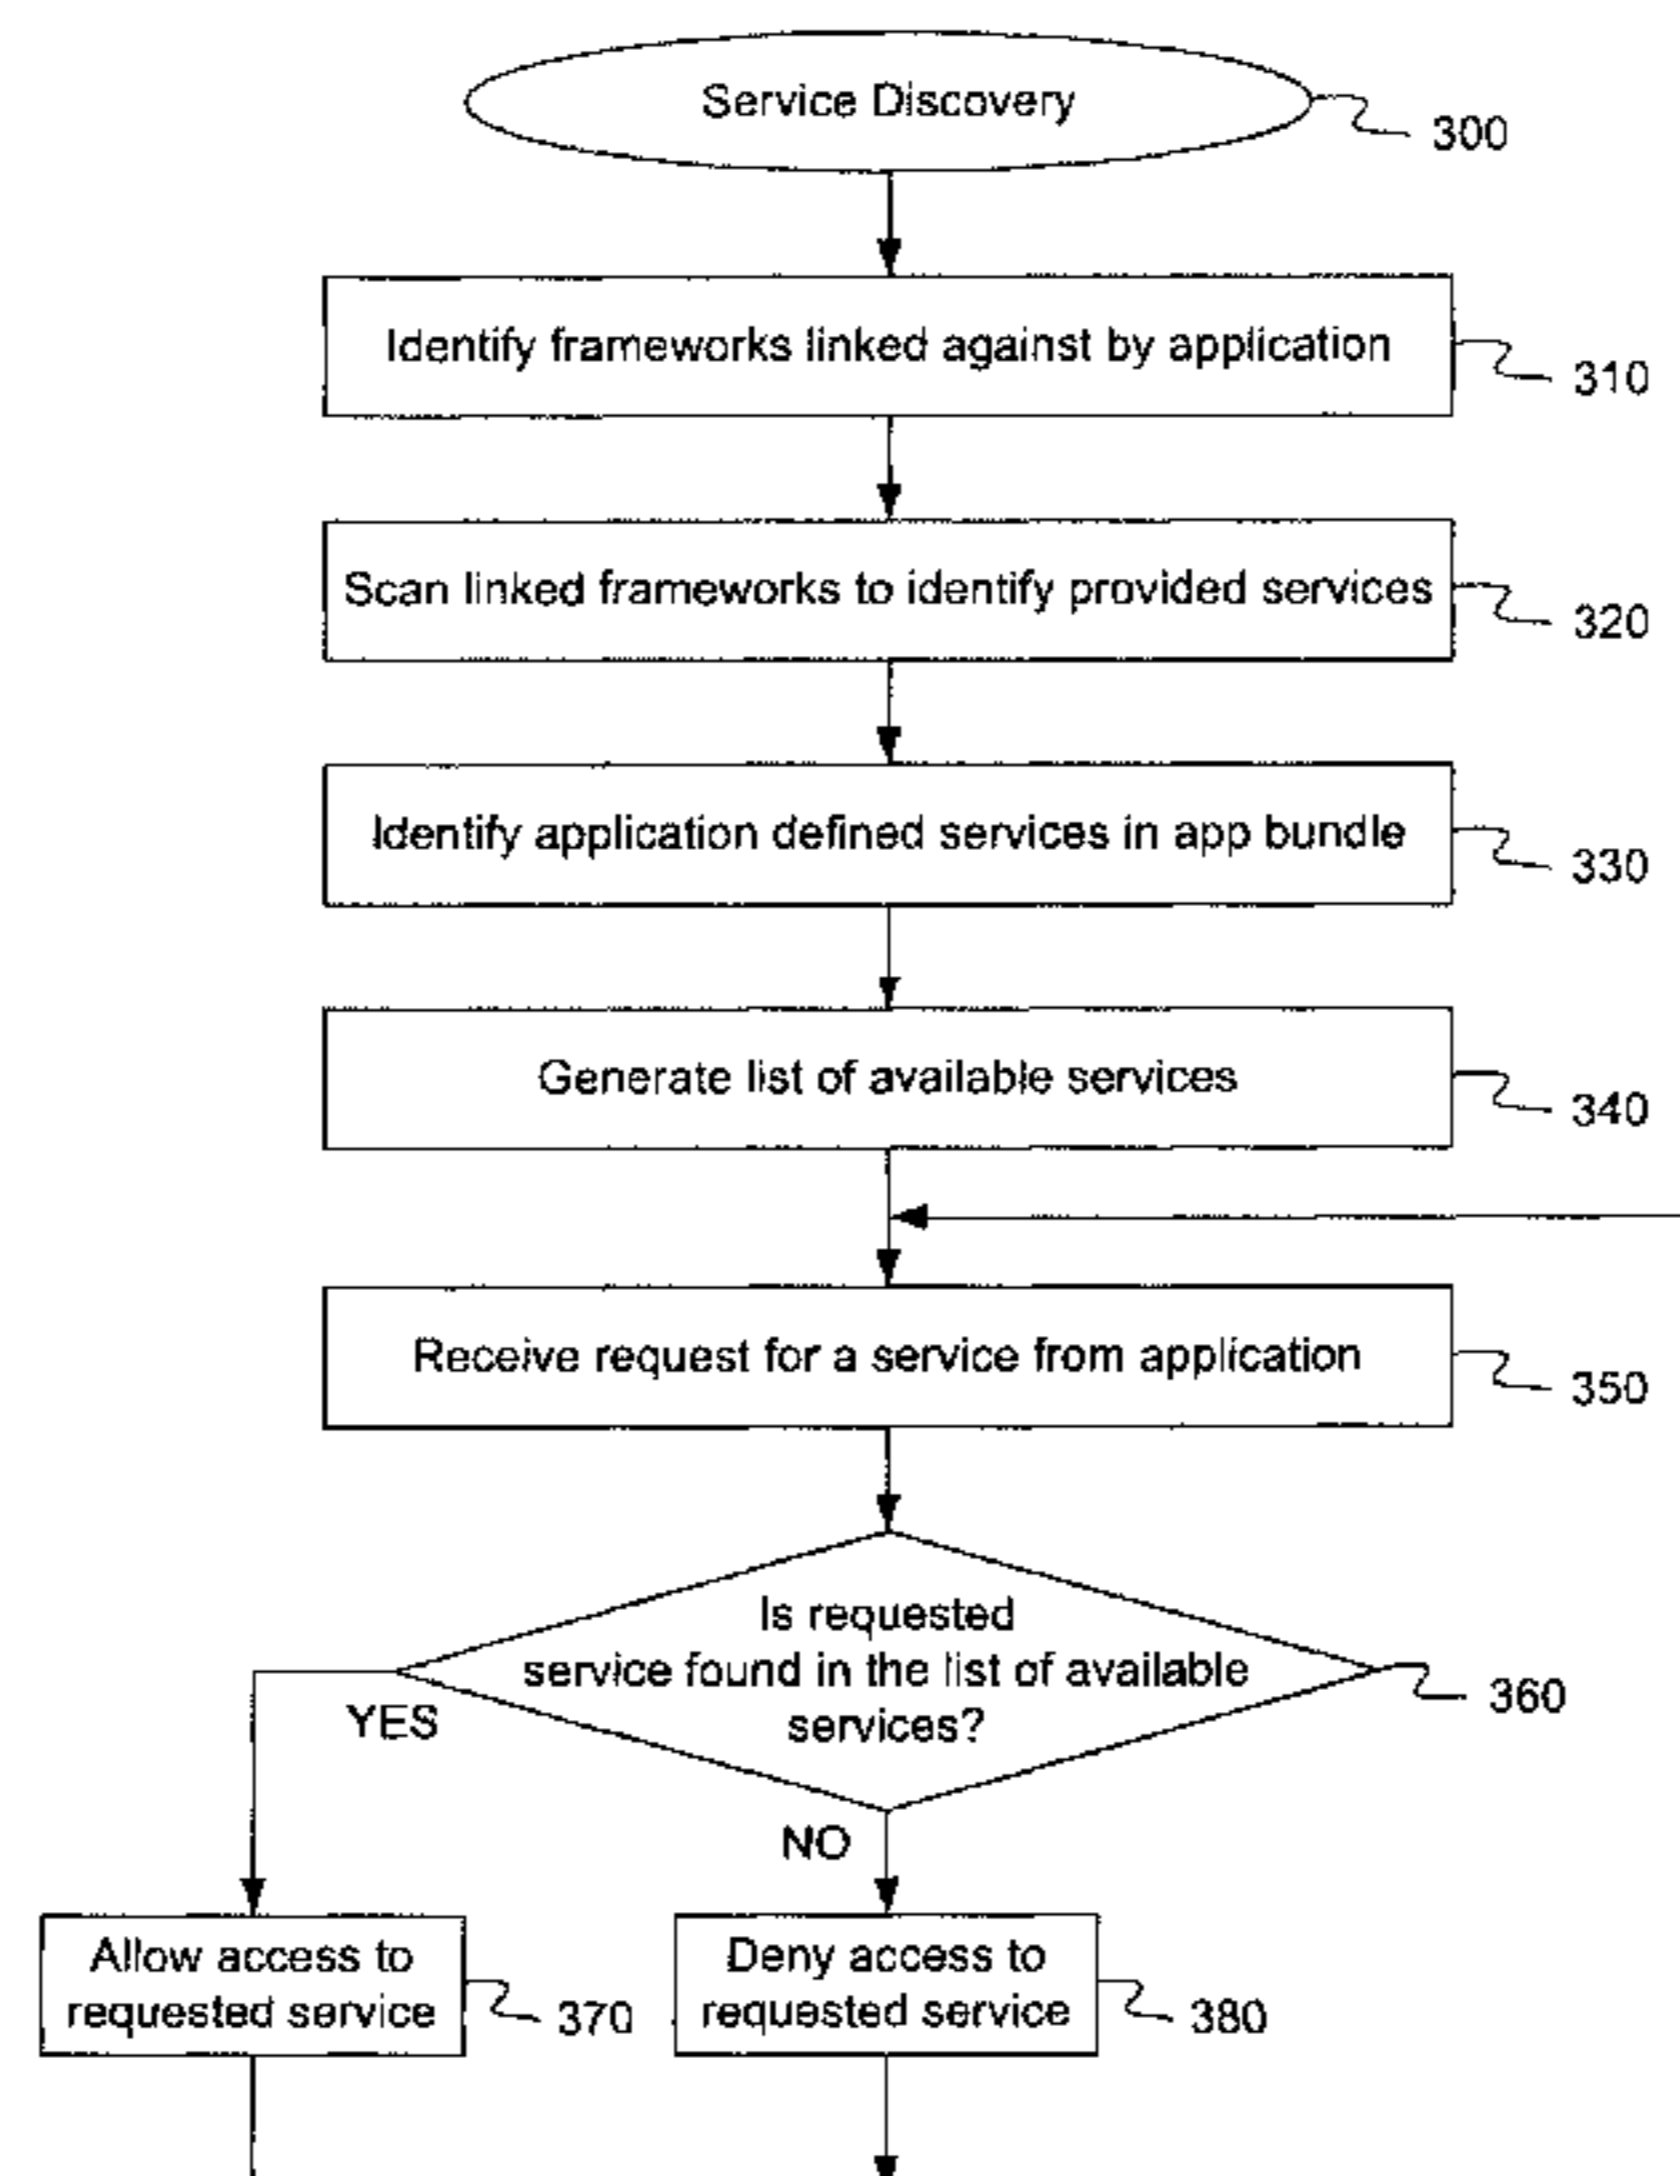 Service Discovery
300
Identify frameworks linked against by application
310
Scan linked frameworks to identify provided services
320
Identify application defined services in app bundle
330
Generate list of available services
340
Receive request for a service from application
350
Is requested
service found in the list of available
services?
360
YES
NO
Allow access to
requested service
370
Deny access to
requested service
380